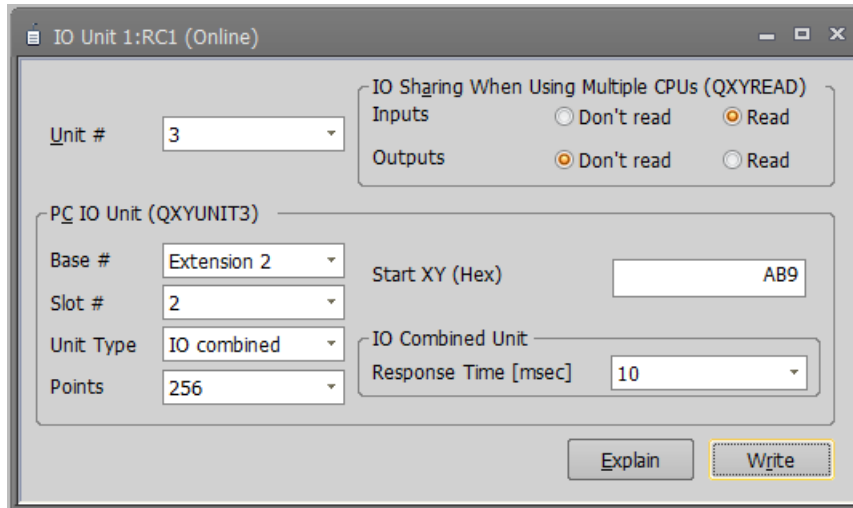 IO Unit 1:RC1 (Online)
IO Sharing When Using Multiple CPUs (QXYREAD)
Unit # 3
Inputs Don't read Read
Outputs Don't read Read
PC IO Unit (QXYUNIT3)
Base # Extension 2
Start XY (Hex) AB9
Slot # 2
Unit Type IO combined
IO Combined Unit
Response Time [msec] 10
Points 256
Explain Write